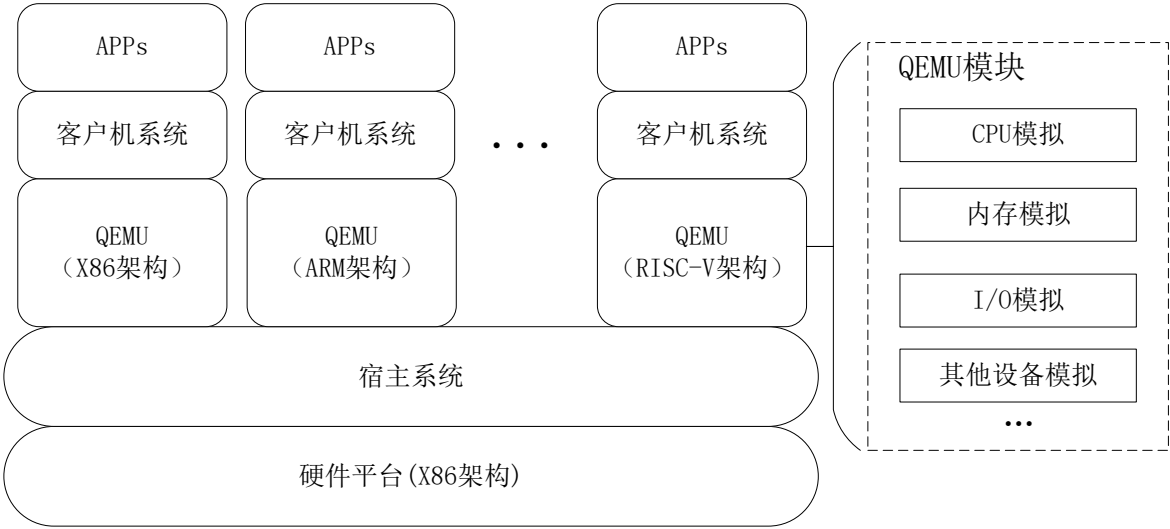 APPs
APPs
APPs
客户机系统
客户机系统
...
客户机系统
QEMU
（X86架构）
QEMU
（ARM架构）
QEMU
（RISC-V架构）
宿主系统
硬件平台(X86架构)
QEMU模块
CPU模拟
内存模拟
I/O模拟
其他设备模拟
...